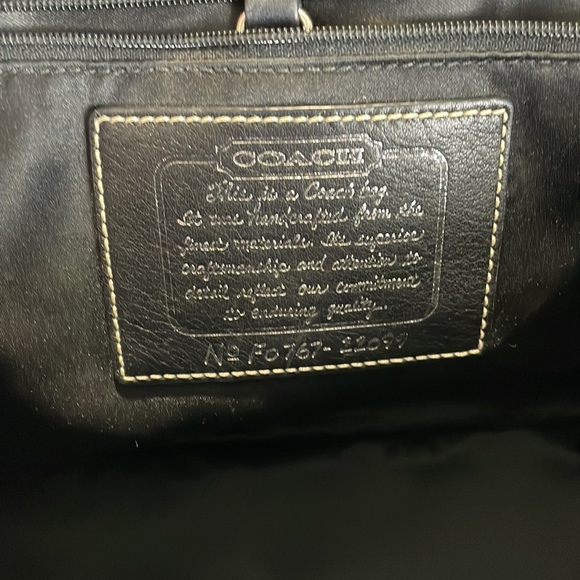 COACH
This is a Coach bag
It was handcrafted from the
finest materials. Its superior
craftsmanship and attention to
detail reflect our commitment
to enduring quality.
No F0767-22099